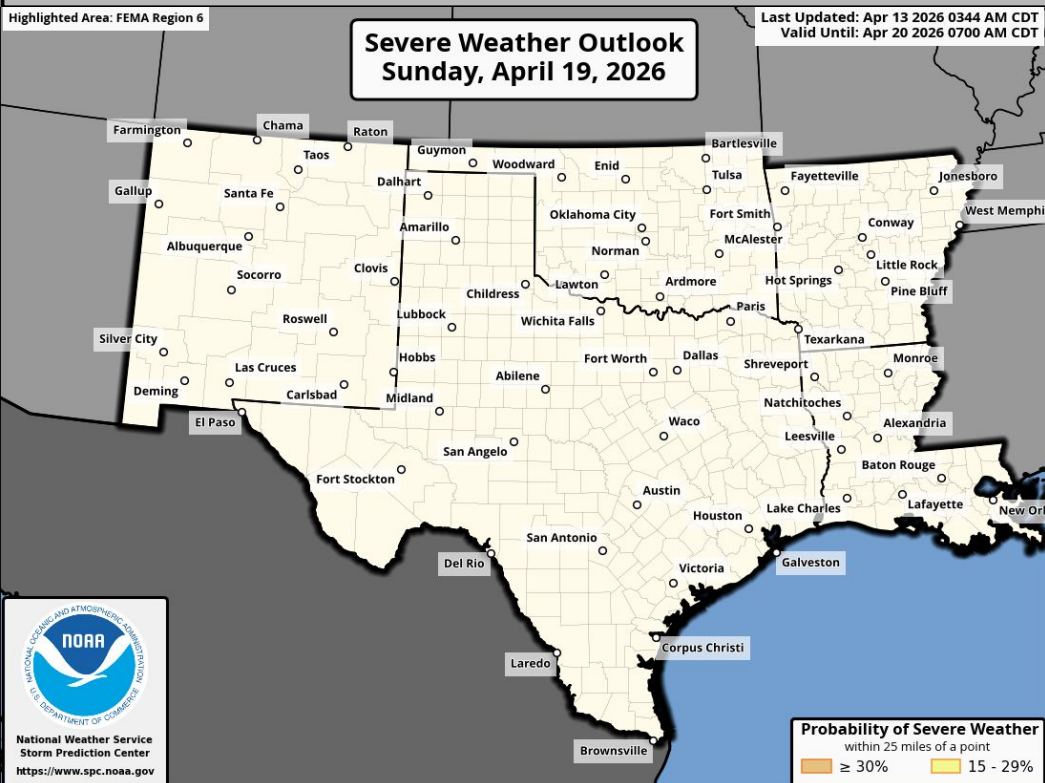 Highlighted Area: FEMA Region 6
Severe Weather Outlook
Sunday, April 19, 2026
Last Updated: Apr 13 2026 0344 AM CDT
Valid Until: Apr 20 2026 0700 AM CDT
Farmington
Chama
Raton
Taos
Guymon
Woodward
Enid
Bartlesville
Tulsa
Fayetteville
Jonesboro
Gallup
Santa Fe
Dalhart
Oklahoma City
Fort Smith
Conway
West Memphi
Albuquerque
Amarillo
Norman
McAlester
Little Rock
Socorro
Clovis
Childress
Lawton
Ardmore
Hot Springs
Pine Bluff
Roswell
Lubbock
Wichita Falls
Paris
Texarkana
Silver City
Las Cruces
Hobbs
Fort Worth
Dallas
Shreveport
Monroe
Deming
Carlsbad
Midland
Abilene
Natchitoches
El Paso
San Angelo
Waco
Leesville
Alexandria
Fort Stockton
Austin
Baton Rouge
Houston
Lake Charles
Lafayette
New Orl
Del Rio
San Antonio
Victoria
Galveston
Laredo
Corpus Christi
Brownsville
NATIONAL OCEANIC AND ATMOSPHERIC ADMINISTRATION
NOAA
U.S. DEPARTMENT OF COMMERCE
National Weather Service
Storm Prediction Center
https://www.spc.noaa.gov
Probability of Severe Weather
within 25 miles of a point
≥ 30%
15 - 29%